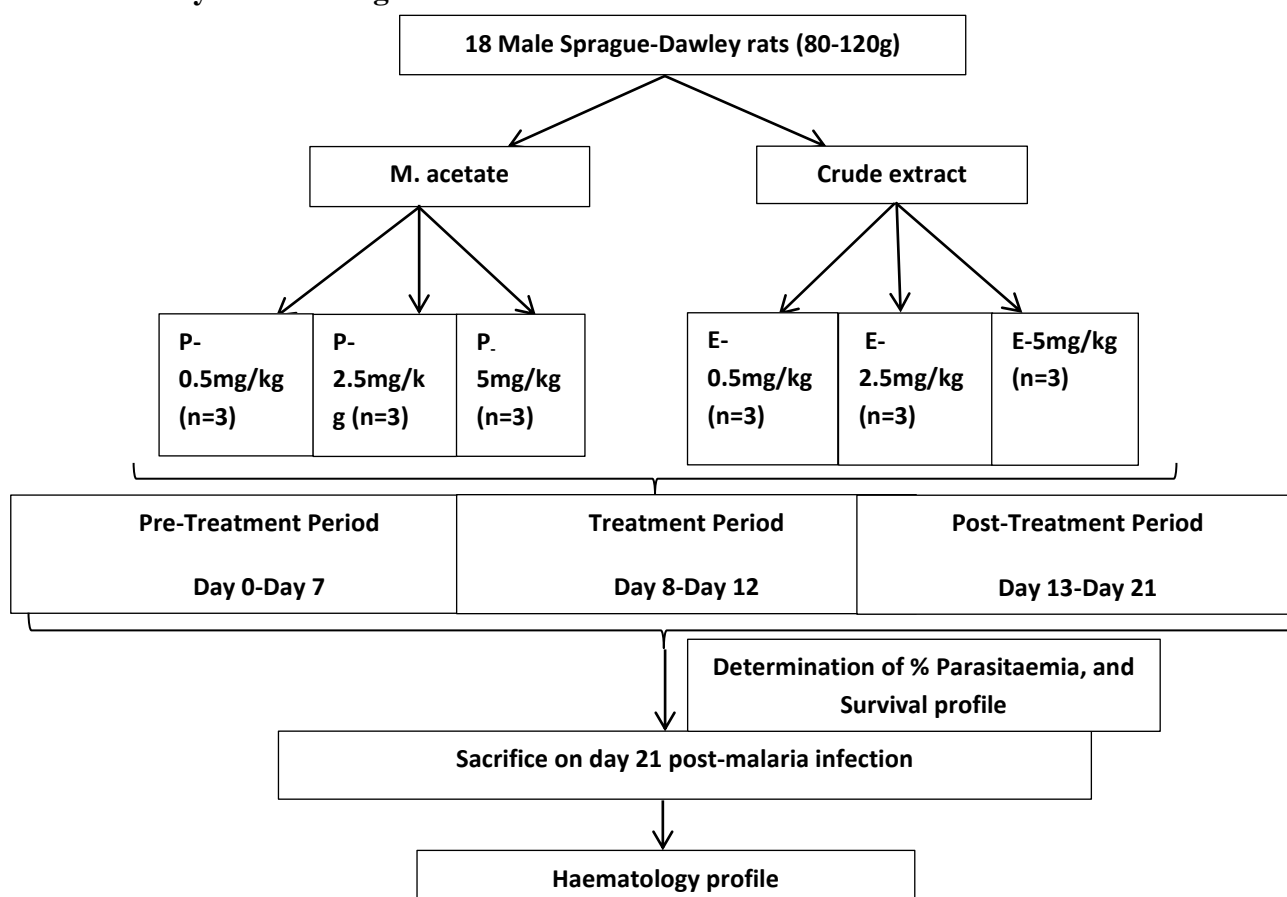 18 Male Sprague-Dawley rats (80-120g)
M. acetate
Crude extract
P-
0.5mg/kg
(n=3)
P-
2.5mg/k
g (n=3)
P-
5mg/kg
(n=3)
E-
0.5mg/kg
(n=3)
E-
2.5mg/kg
(n=3)
E-5mg/kg
(n=3)
Pre-Treatment Period
Day 0-Day 7
Treatment Period
Day 8-Day 12
Post-Treatment Period
Day 13-Day 21
Determination of % Parasitaemia, and
Survival profile
Sacrifice on day 21 post-malaria infection
Haematology profile